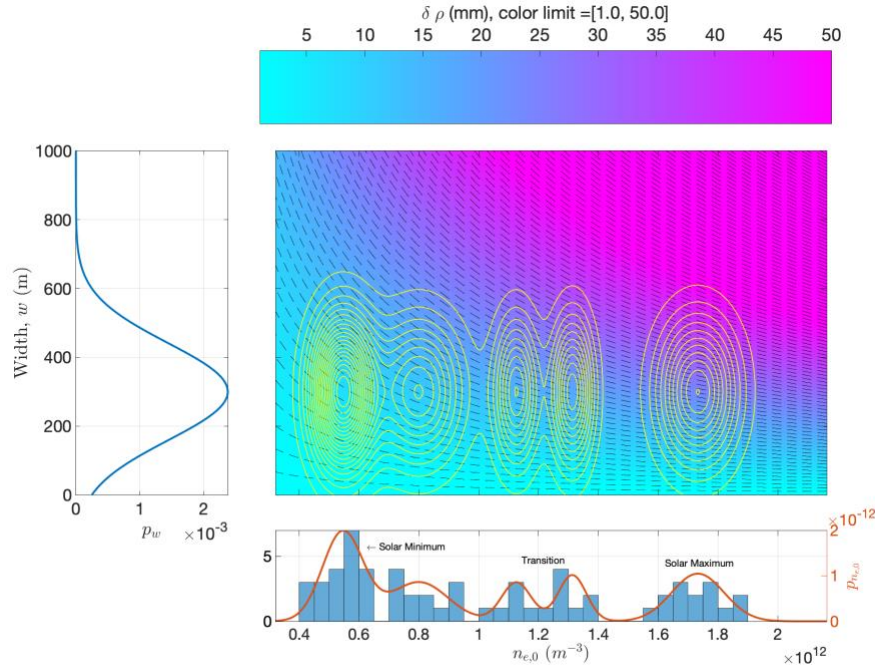 δ ρ (mm), color limit =[1.0, 50.0]
5 10 15 20 25 30 35 40 45 50
1000
800
600
400
200
0
Width, w (m)
0 1 2
×10⁻³
p_w
5
0
← Solar Minimum
Transition
Solar Maximum
×10⁻¹²
2
1
0
p_{n_{e,0}}
0.4 0.6 0.8 1 1.2 1.4 1.6 1.8 2
n_{e,0} (m⁻³)
×10¹²